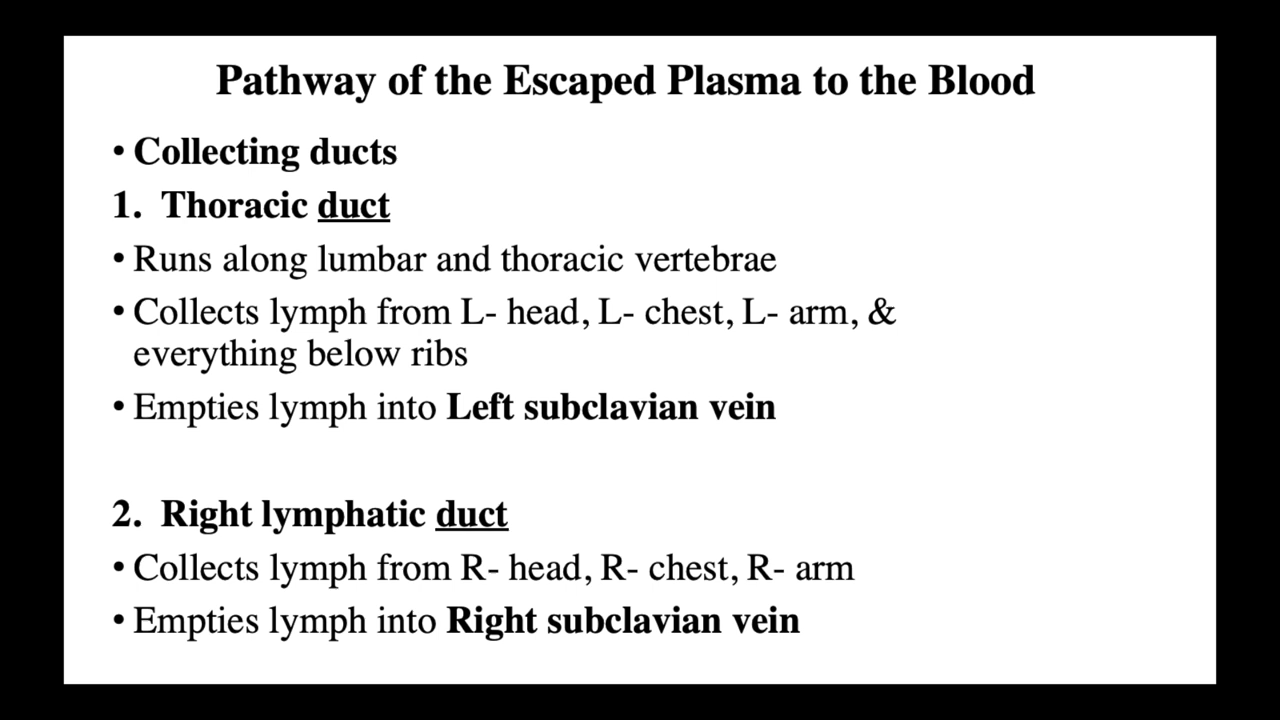 Pathway of the Escaped Plasma to the Blood
• Collecting ducts
1. Thoracic duct
• Runs along lumbar and thoracic vertebrae
• Collects lymph from L- head, L- chest, L- arm, &
everything below ribs
• Empties lymph into Left subclavian vein
2. Right lymphatic duct
• Collects lymph from R- head, R- chest, R- arm
• Empties lymph into Right subclavian vein